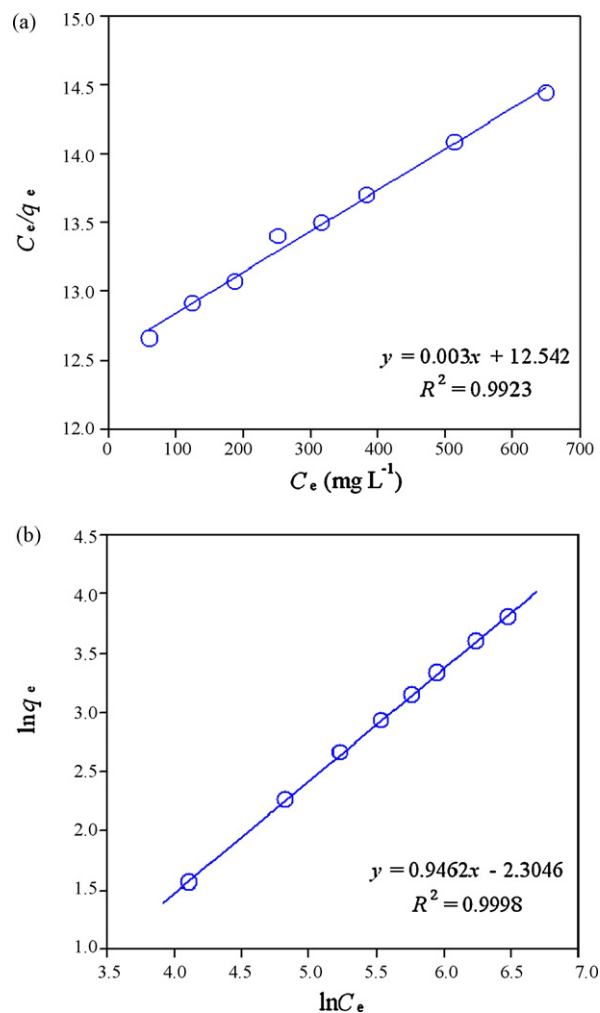 (a)
15.0
14.5
14.0
13.5
13.0
12.5
12.0
Cₑ/qₑ
y = 0.003x + 12.542
R² = 0.9923
0 100 200 300 400 500 600 700
Cₑ (mg L⁻¹)
(b)
4.5
4.0
3.5
3.0
2.5
2.0
1.5
1.0
lnqₑ
y = 0.9462x - 2.3046
R² = 0.9998
3.5 4.0 4.5 5.0 5.5 6.0 6.5 7.0
lnCₑ